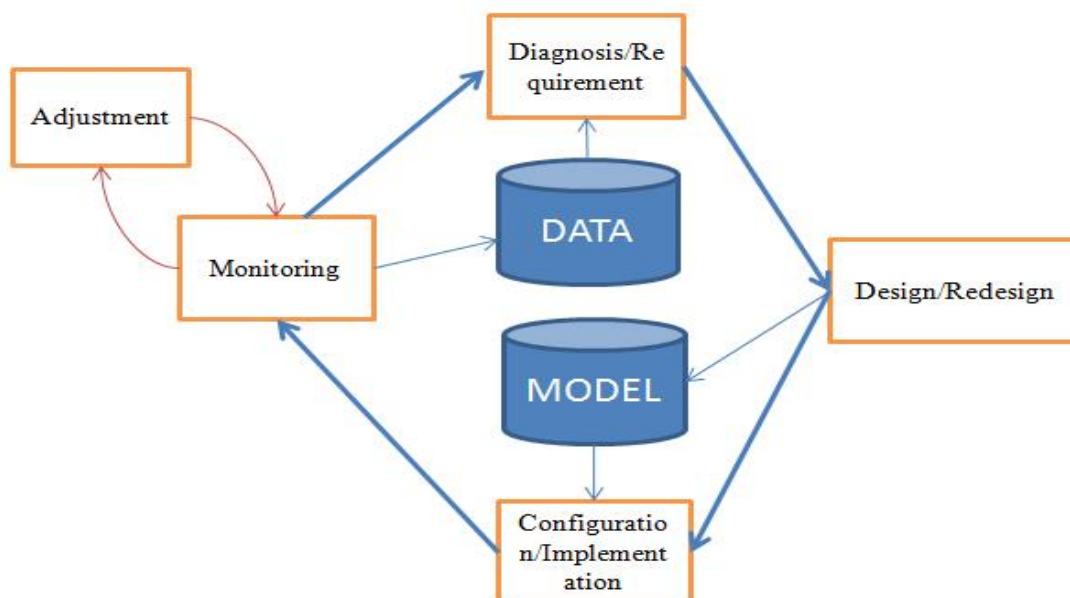 Diagnosis/Re
quirement
Adjustment
DATA
Monitoring
Design/Redesign
MODEL
Configuratio
n/Implement
ation